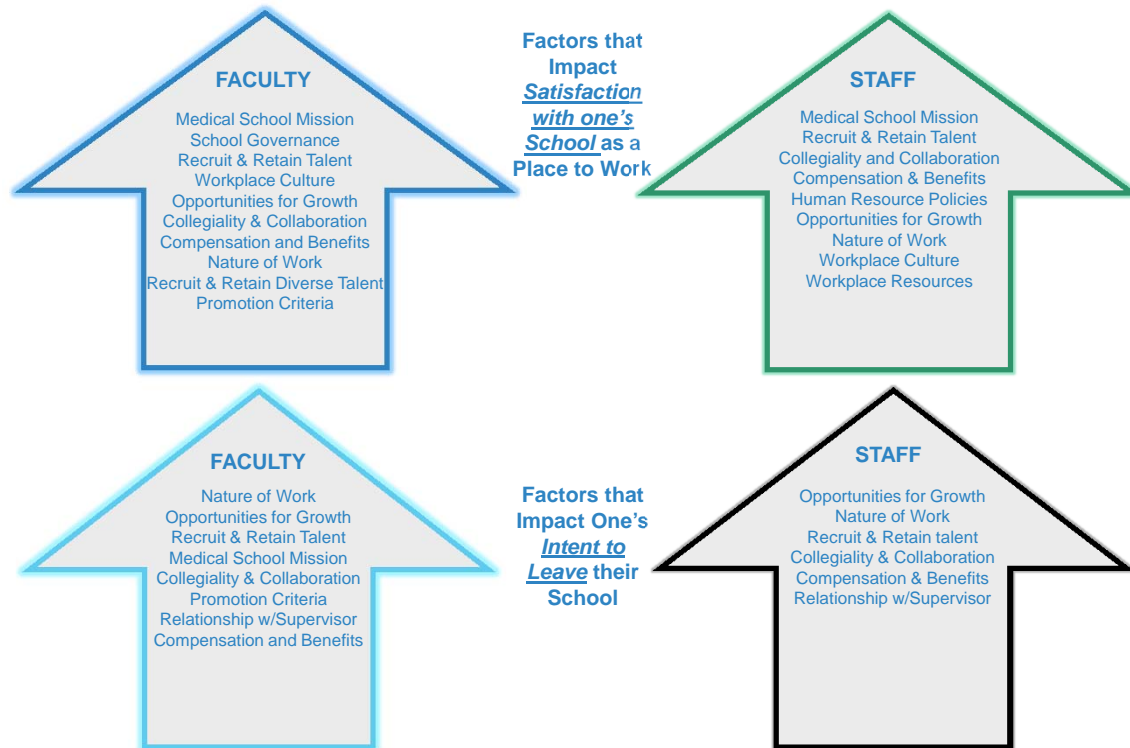 FACULTY
Medical School Mission
School Governance
Recruit & Retain Talent
Workplace Culture
Opportunities for Growth
Collegiality & Collaboration
Compensation and Benefits
Nature of Work
Recruit & Retain Diverse Talent
Promotion Criteria
Factors that
Impact
Satisfaction
with one's
School as a
Place to Work
STAFF
Medical School Mission
Recruit & Retain Talent
Collegiality and Collaboration
Compensation & Benefits
Human Resource Policies
Opportunities for Growth
Nature of Work
Workplace Culture
Workplace Resources
FACULTY
Nature of Work
Opportunities for Growth
Recruit & Retain Talent
Medical School Mission
Collegiality & Collaboration
Promotion Criteria
Relationship w/Supervisor
Compensation and Benefits
Factors that
Impact One's
Intent to
Leave their
School
STAFF
Opportunities for Growth
Nature of Work
Recruit & Retain talent
Collegiality & Collaboration
Compensation & Benefits
Relationship w/Supervisor